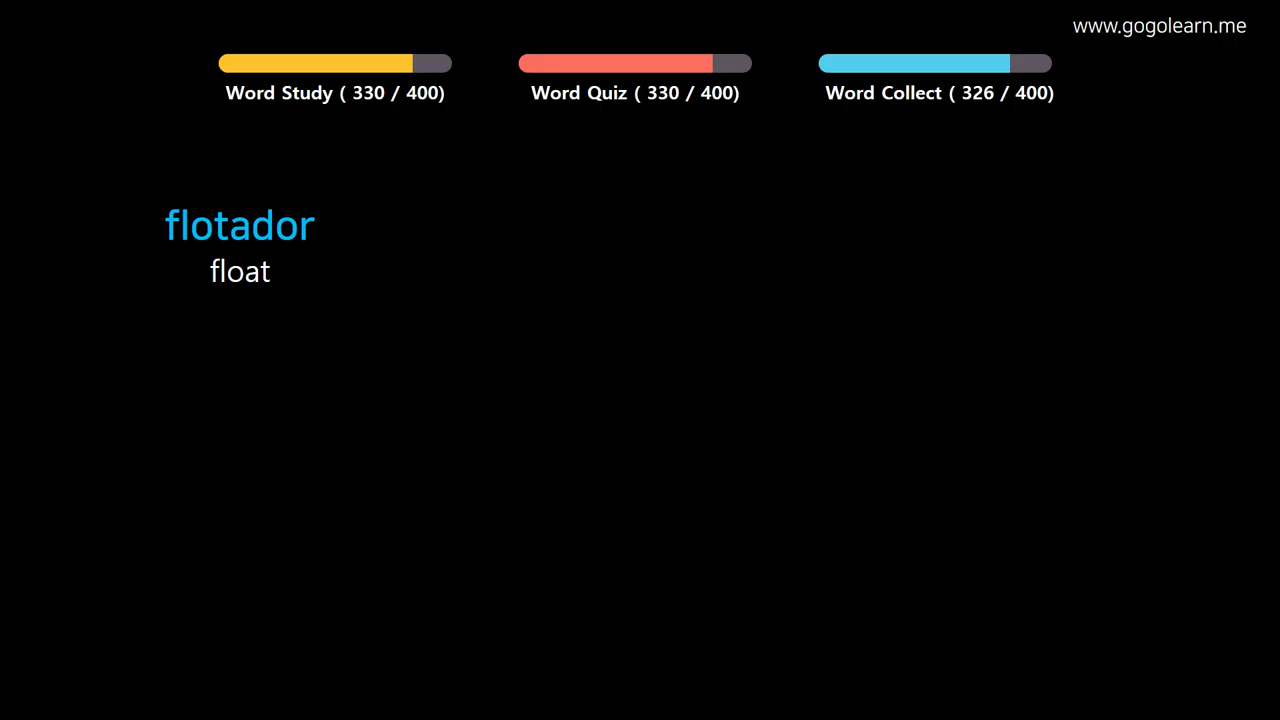 www.gogolearn.me
Word Study ( 330 / 400)
Word Quiz ( 330 / 400)
Word Collect ( 326 / 400)
flotador
float